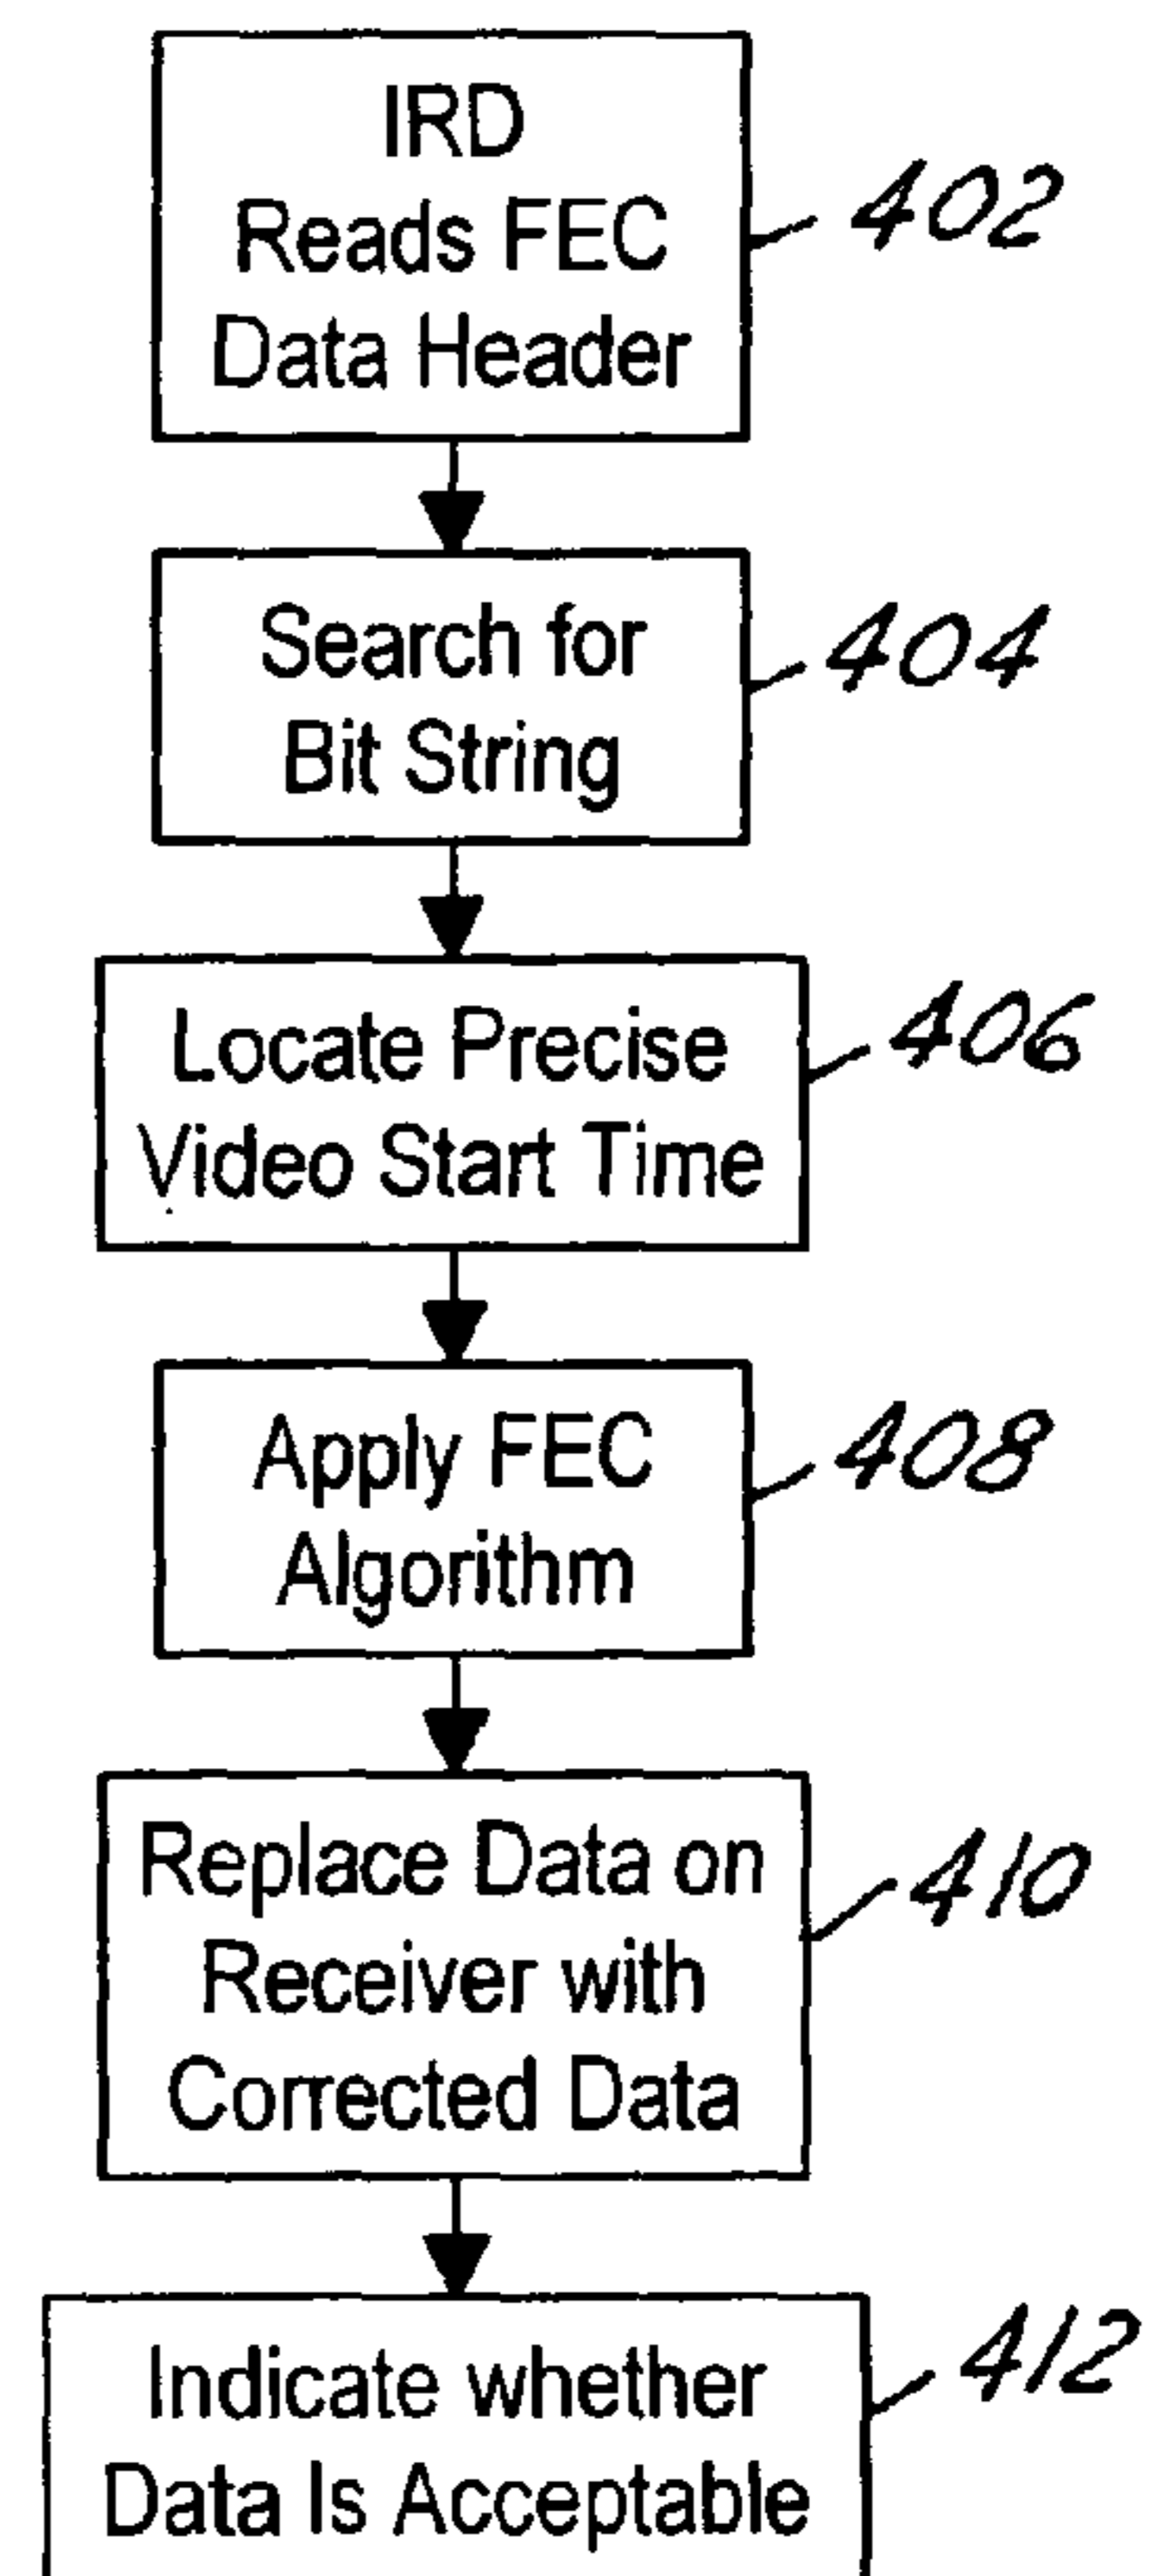 IRD
Reads FEC
Data Header
402
Search for
Bit String
404
Locate Precise
Video Start Time
406
Apply FEC
Algorithm
408
Replace Data on
Receiver with
Corrected Data
410
Indicate whether
Data Is Acceptable
412